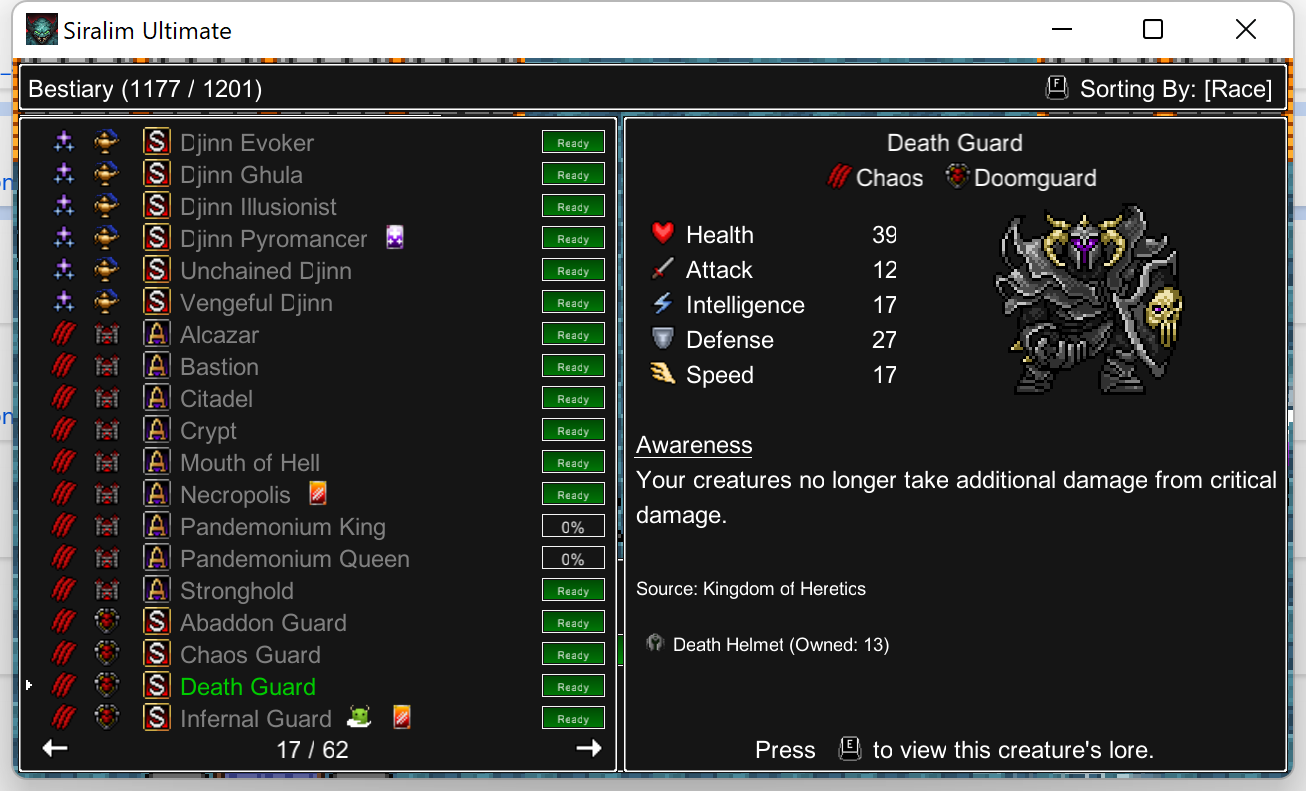 Siralim Ultimate
Bestiary (1177 / 1201)
F Sorting By: [Race]
S Djinn Evoker Ready
S Djinn Ghula Ready
S Djinn Illusionist Ready
S Djinn Pyromancer Ready
S Unchained Djinn Ready
S Vengeful Djinn Ready
A Alcazar Ready
A Bastion Ready
A Citadel Ready
A Crypt Ready
A Mouth of Hell Ready
A Necropolis Ready
A Pandemonium King 0%
A Pandemonium Queen 0%
A Stronghold Ready
S Abaddon Guard Ready
S Chaos Guard Ready
S Death Guard Ready
S Infernal Guard Ready
17 / 62
Death Guard
Chaos Doomguard
Health 39
Attack 12
Intelligence 17
Defense 27
Speed 17
Awareness
Your creatures no longer take additional damage from critical
damage.
Source: Kingdom of Heretics
Death Helmet (Owned: 13)
Press E to view this creature's lore.